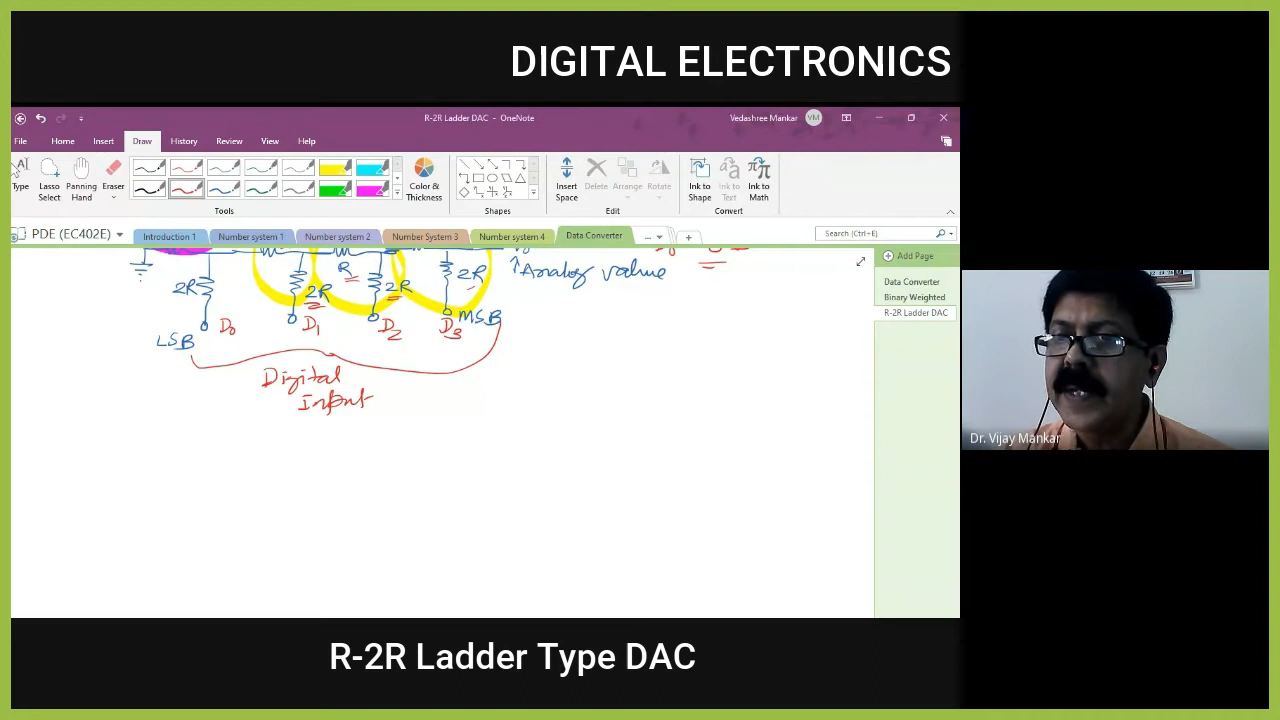 DIGITAL ELECTRONICS
R-2R Ladder DAC - OneNote
Vedashree Mankar VM
File Home Insert Draw History Review View Help
Type
Lasso Select
Panning Hand
Eraser
Color & Thickness
Insert Space
Delete
Arrange
Rotate
Ink to Shape
Ink to Text
Ink to Math
Tools Shapes Edit Convert
PDE (EC402E) Introduction 1 Number system 1 Number system 2 Number System 3 Number system 4 Data Converter
Search (Ctrl+E)
Add Page
Data Converter
Binary Weighted
R-2R Ladder DAC
↑Analog value
R
2R 2R 2R 2R
LSB D0 D1 D2 D3 MSB
Digital
Input
Dr. Vijay Mankar
R-2R Ladder Type DAC